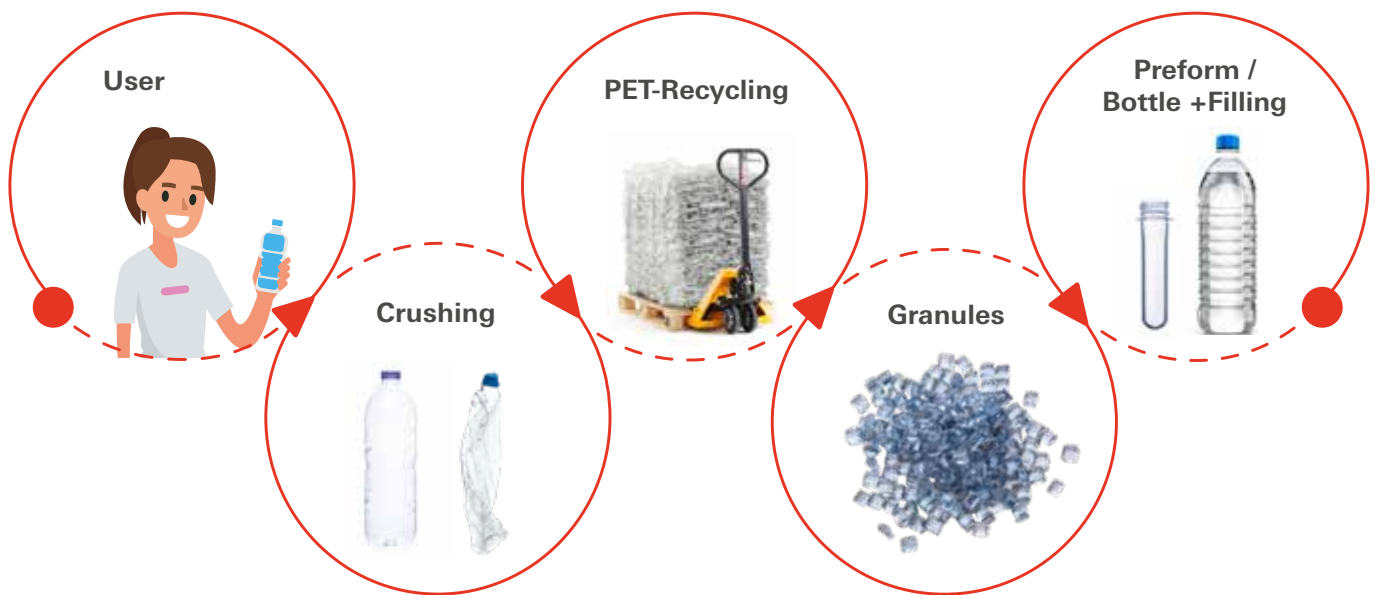 User
Crushing
PET-Recycling
Granules
Preform /
Bottle +Filling